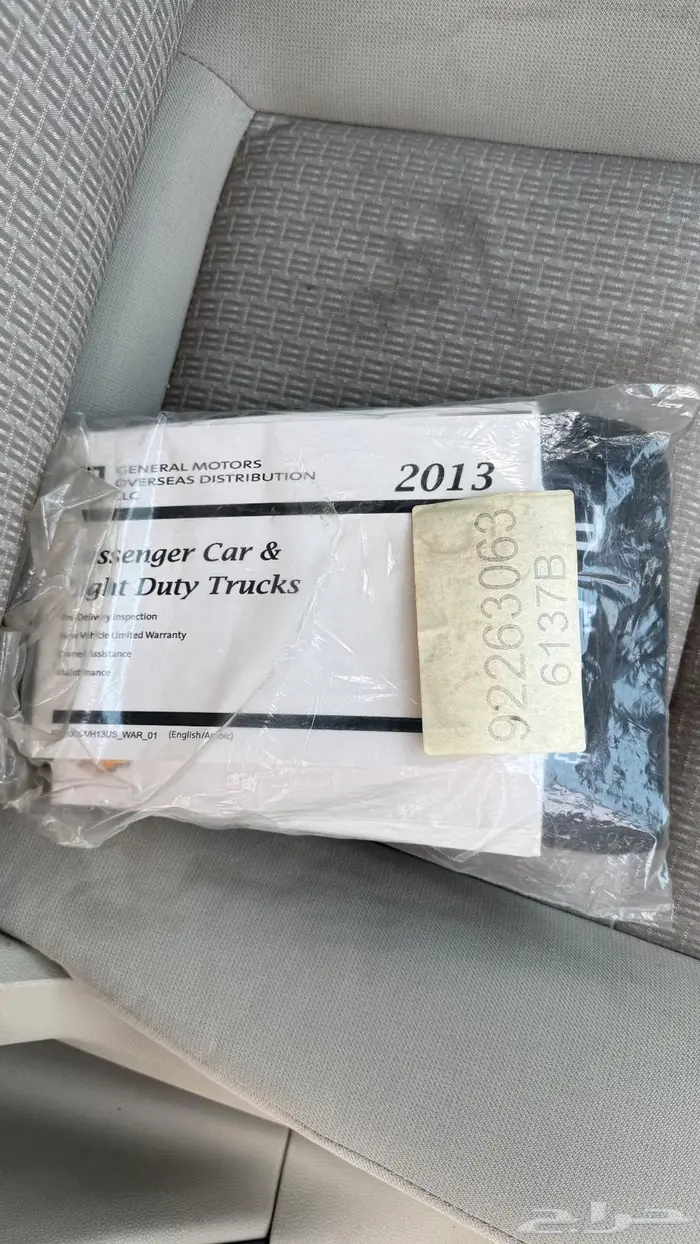 GENERAL MOTORS
OVERSEAS DISTRIBUTION
LLC
2013
Passenger Car &
Light Duty Trucks
Pre-Delivery Inspection
New Vehicle Limited Warranty
Owner Assistance
Maintenance
/H13US_WAR_01 (English/Arabic)
92263063
6137B
حراج